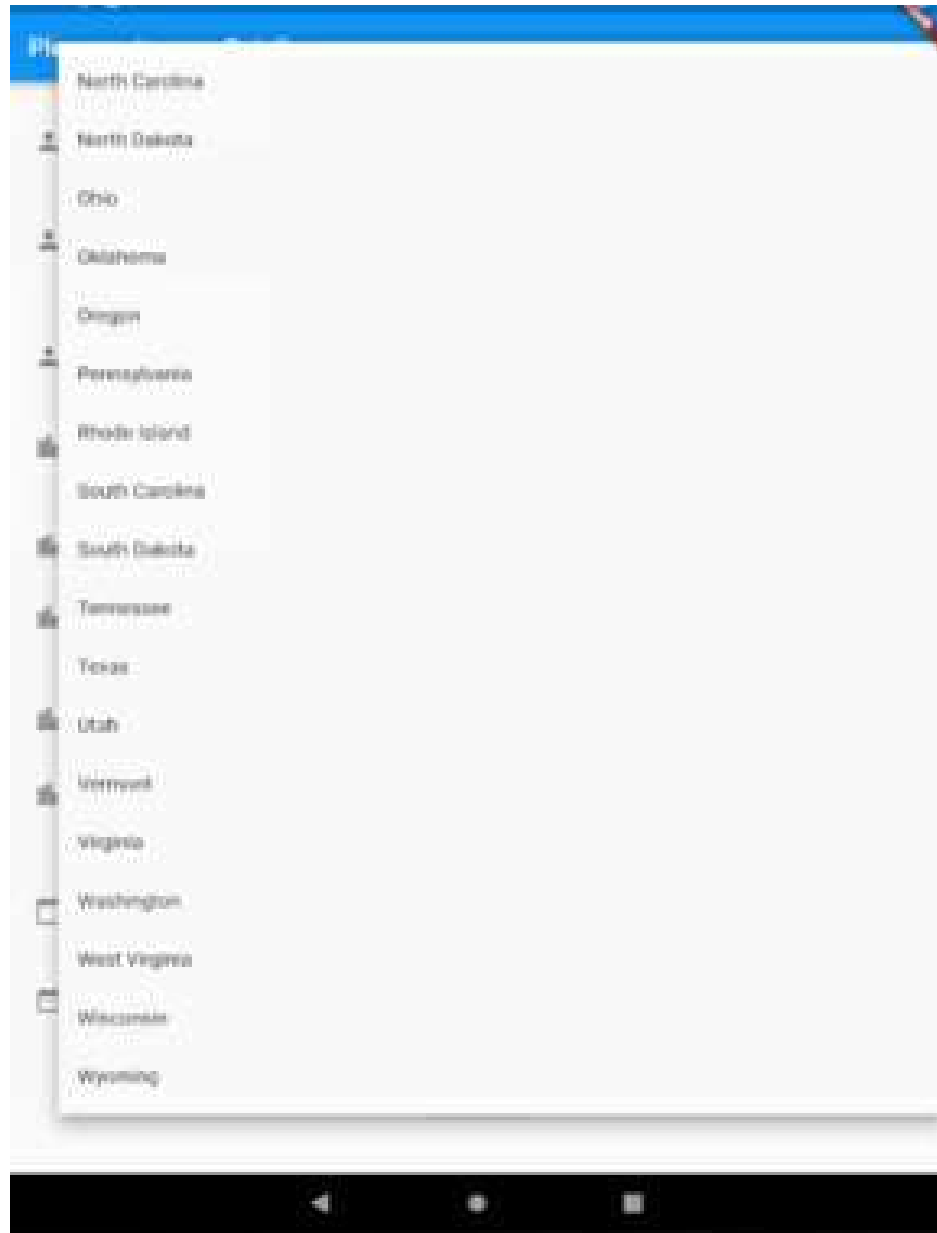 North Carolina
North Dakota
Ohio
Oklahoma
Oregon
Pennsylvania
Rhode Island
South Carolina
South Dakota
Tennessee
Texas
Utah
Vermont
Virginia
Washington
West Virginia
Wisconsin
Wyoming